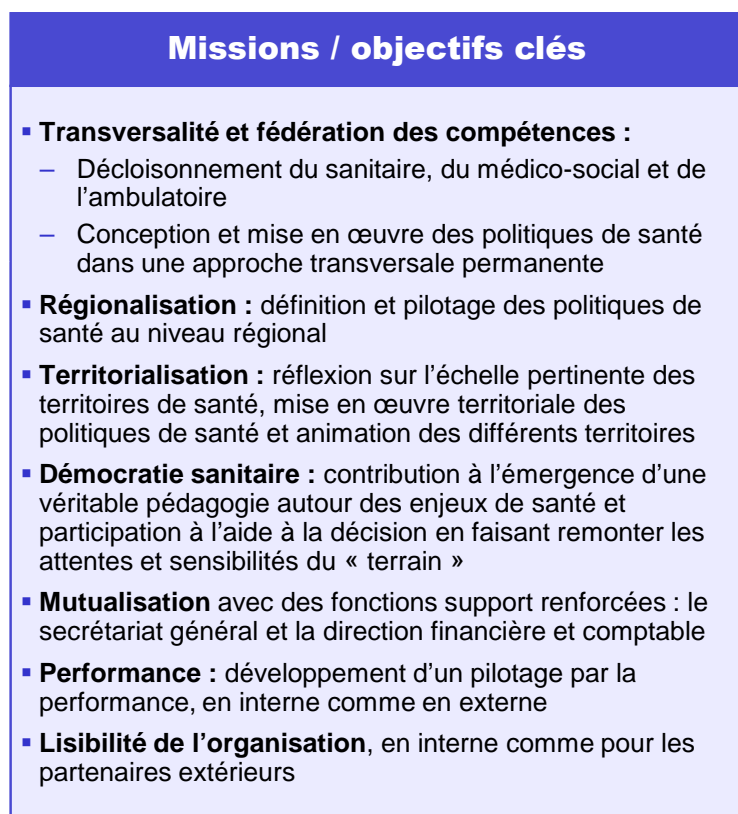 Missions / objectifs clés
▪ Transversalité et fédération des compétences :
– Décloisonnement du sanitaire, du médico-social et de
l’ambulatoire
– Conception et mise en œuvre des politiques de santé
dans une approche transversale permanente
▪ Régionalisation : définition et pilotage des politiques de
santé au niveau régional
▪ Territorialisation : réflexion sur l’échelle pertinente des
territoires de santé, mise en œuvre territoriale des
politiques de santé et animation des différents territoires
▪ Démocratie sanitaire : contribution à l’émergence d’une
véritable pédagogie autour des enjeux de santé et
participation à l’aide à la décision en faisant remonter les
attentes et sensibilités du « terrain »
▪ Mutualisation avec des fonctions support renforcées : le
secrétariat général et la direction financière et comptable
▪ Performance : développement d’un pilotage par la
performance, en interne comme en externe
▪ Lisibilité de l’organisation, en interne comme pour les
partenaires extérieurs